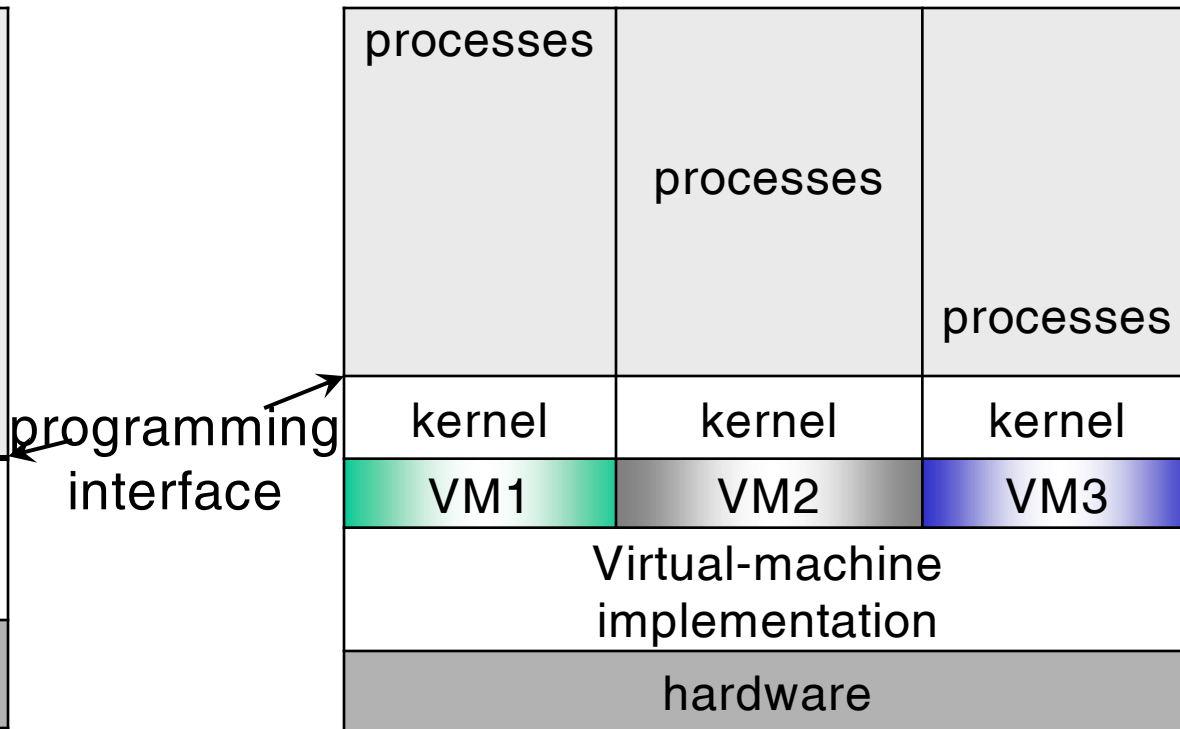 processes
processes
processes
programming
interface
kernel
kernel
kernel
VM1
VM2
VM3
Virtual-machine
implementation
hardware